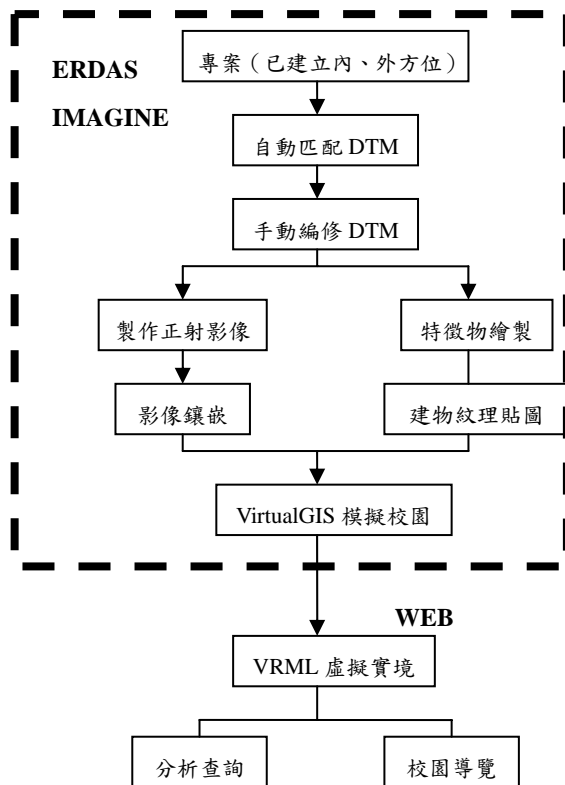 ERDAS
IMAGINE
專案（已建立內、外方位）
自動匹配 DTM
手動編修 DTM
製作正射影像
特徵物繪製
影像鑲嵌
建物紋理貼圖
VirtualGIS 模擬校園
WEB
VRML 虛擬實境
分析查詢
校園導覽